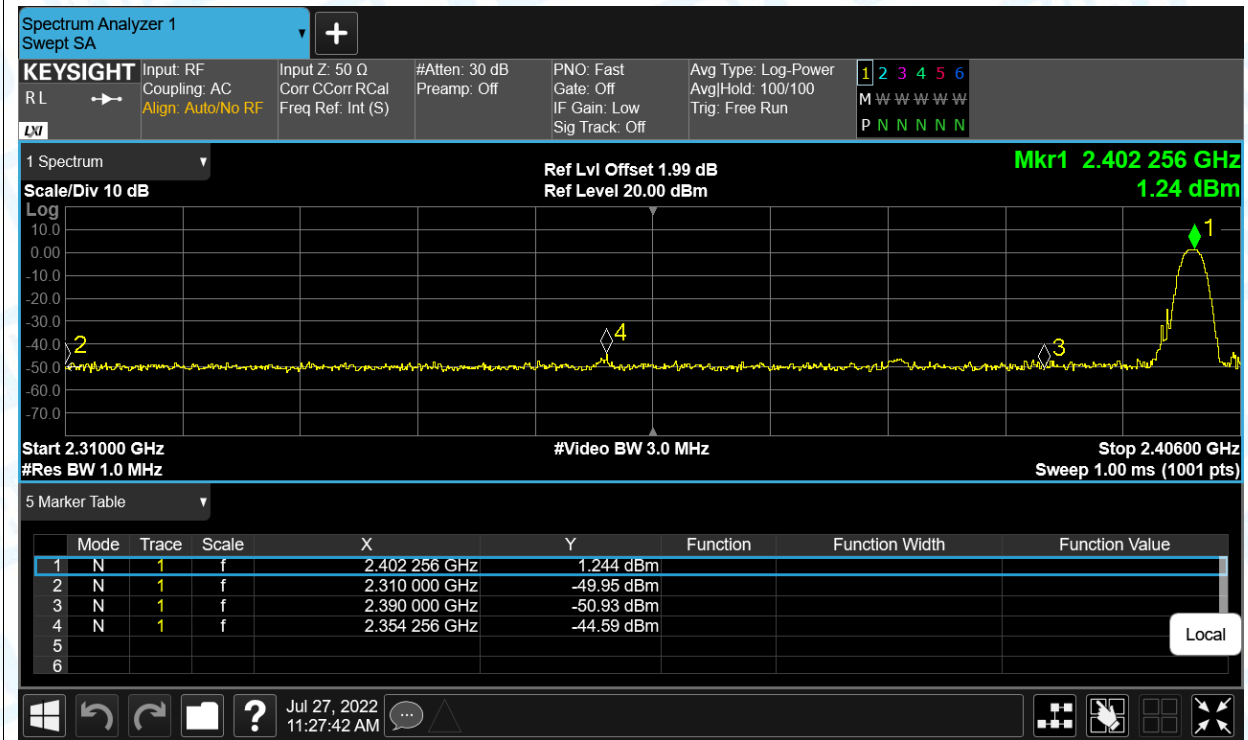 Spectrum Analyzer 1
Swept SA
+
KEYSIGHT Input: RF Input Z: 50 Ω #Atten: 30 dB PNO: Fast Avg Type: Log-Power 1 2 3 4 5 6
R L Coupling: AC Corr CCorr RCal Preamp: Off Gate: Off Avg|Hold: 100/100 M W W W W W
Align: Auto/No RF Freq Ref: Int (S) IF Gain: Low Trig: Free Run P N N N N N
LXI Sig Track: Off
1 Spectrum Ref Lvl Offset 1.99 dB Mkr1 2.402 256 GHz
Scale/Div 10 dB Ref Level 20.00 dBm 1.24 dBm
Log
10.0 1
0.00
-10.0
-20.0
-30.0
-40.0 2 4 3
-50.0
-60.0
-70.0
Start 2.31000 GHz #Video BW 3.0 MHz Stop 2.40600 GHz
#Res BW 1.0 MHz Sweep 1.00 ms (1001 pts)
5 Marker Table
Mode Trace Scale X Y Function Function Width Function Value
1 N 1 f 2.402 256 GHz 1.244 dBm
2 N 1 f 2.310 000 GHz -49.95 dBm
3 N 1 f 2.390 000 GHz -50.93 dBm
4 N 1 f 2.354 256 GHz -44.59 dBm
5
6
Local
? Jul 27, 2022
11:27:42 AM